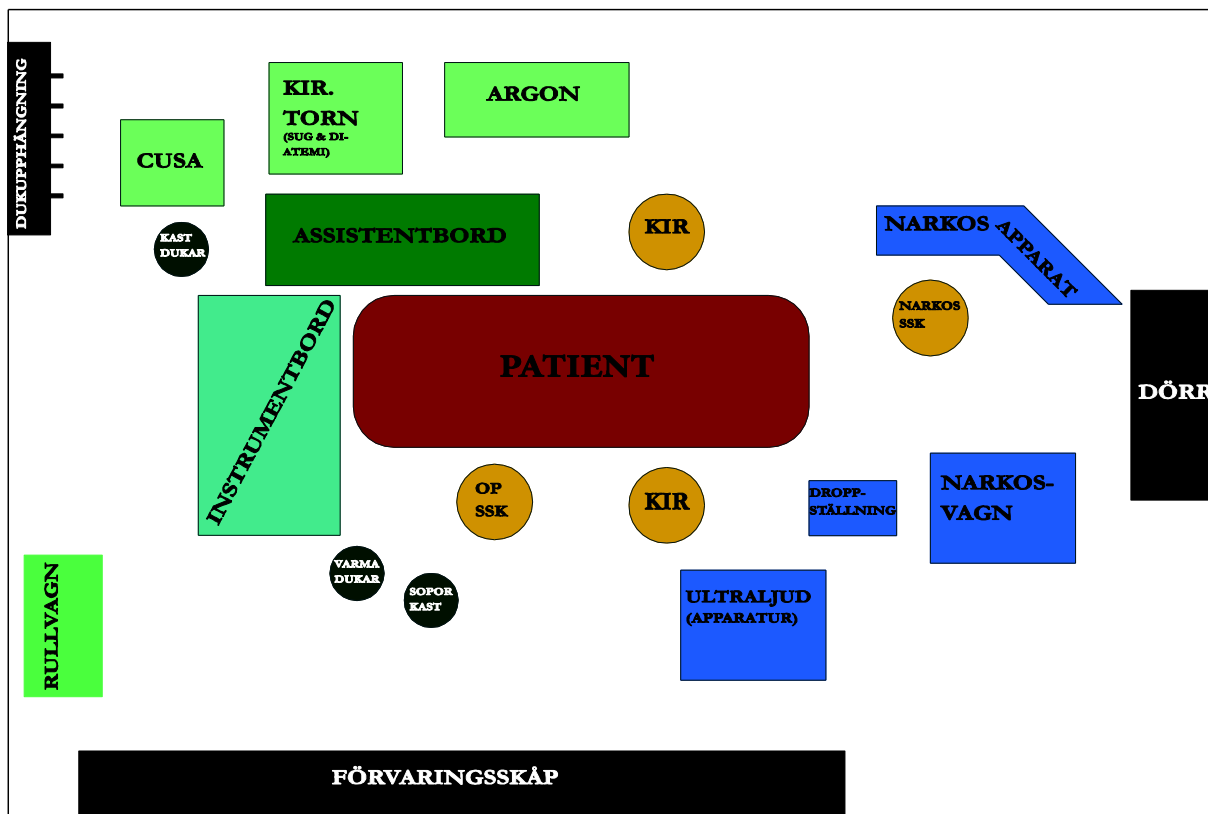 DUKUPPHÄNGNING
KIR.
TORN
(SUG & DI-
ATEMI)
ARGON
CUSA
KAST
DUKAR
ASSISTENTBORD
KIR
NARKOS APPARAT
NARKOS
SSK
INSTRUMENTBORD
PATIENT
DÖRR
OP
SSK
KIR
DROPP-
STÄLLNING
NARKOS-
VAGN
VARMA
DUKAR
SOPOR
KAST
ULTRALJUD
(APPARATUR)
RULLVAGN
FÖRVARINGSSKÅP